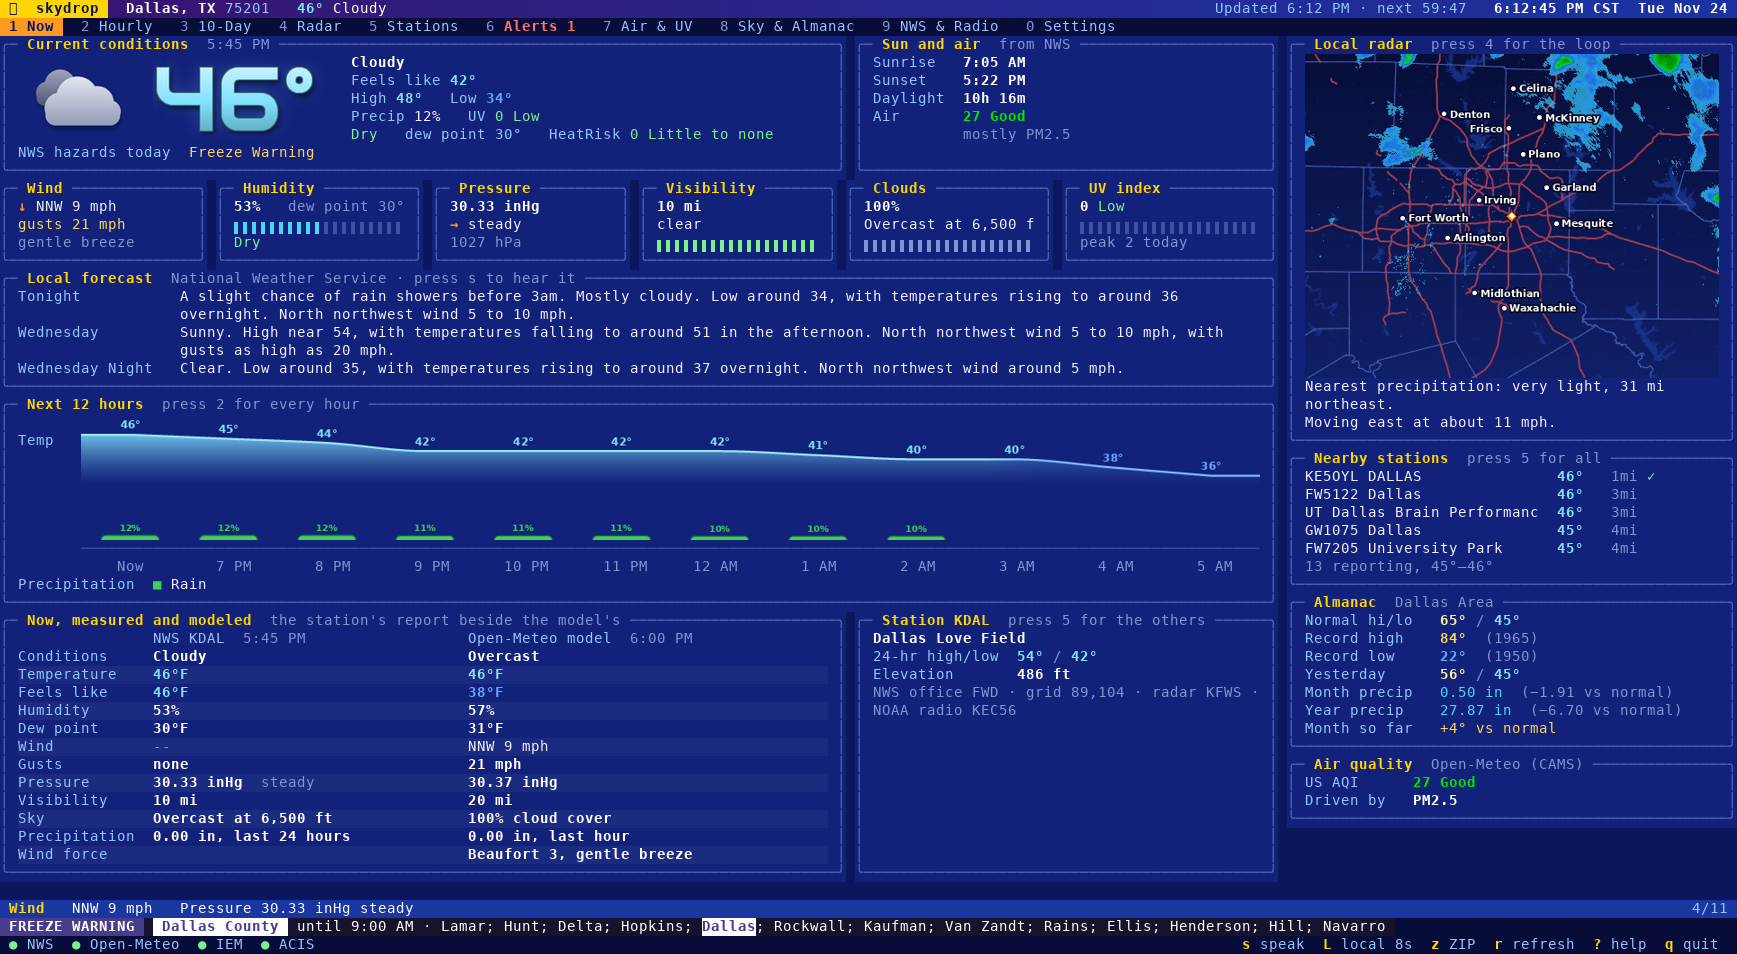 skydrop  Dallas, TX 75201  46° Cloudy  Updated 6:12 PM · next 59:47  6:12:45 PM CST  Tue Nov 24
1 Now  2 Hourly  3 10-Day  4 Radar  5 Stations  6 Alerts 1  7 Air & UV  8 Sky & Almanac  9 NWS & Radio  0 Settings
Current conditions  5:45 PM
46°
Cloudy
Feels like 42°
High 48°  Low 34°
Precip 12%  UV 0 Low
Dry  dew point 30°  HeatRisk 0 Little to none
NWS hazards today  Freeze Warning
Sun and air  from NWS
Sunrise  7:05 AM
Sunset  5:22 PM
Daylight  10h 16m
Air  27 Good
mostly PM2.5
Local radar  press 4 for the loop
Celina
Denton
McKinney
Frisco
Plano
Garland
Irving
Fort Worth
Mesquite
Arlington
Midlothian
Waxahachie
Nearest precipitation: very light, 31 mi
northeast.
Moving east at about 11 mph.
Wind
↓ NNW 9 mph
gusts 21 mph
gentle breeze
Humidity
53%  dew point 30°
Dry
Pressure
30.33 inHg
→ steady
1027 hPa
Visibility
10 mi
clear
Clouds
100%
Overcast at 6,500 f
UV index
0 Low
peak 2 today
Local forecast  National Weather Service · press s to hear it
Tonight  A slight chance of rain showers before 3am. Mostly cloudy. Low around 34, with temperatures rising to around 36
overnight. North northwest wind 5 to 10 mph.
Wednesday  Sunny. High near 54, with temperatures falling to around 51 in the afternoon. North northwest wind 5 to 10 mph, with
gusts as high as 20 mph.
Wednesday Night  Clear. Low around 35, with temperatures rising to around 37 overnight. North northwest wind around 5 mph.
Next 12 hours  press 2 for every hour
Temp  46°  45°  44°  42°  42°  42°  42°  41°  40°  40°  38°  36°
12%  12%  12%  11%  11%  11%  10%  10%  10%
Now  7 PM  8 PM  9 PM  10 PM  11 PM  12 AM  1 AM  2 AM  3 AM  4 AM  5 AM
Precipitation  ■ Rain
Nearby stations  press 5 for all
KE5OYL DALLAS  46°  1mi ✓
FW5122 Dallas  46°  3mi
UT Dallas Brain Performanc  46°  3mi
GW1075 Dallas  45°  4mi
FW7205 University Park  45°  4mi
13 reporting, 45°–46°
Almanac  Dallas Area
Normal hi/lo  65° / 45°
Record high  84°  (1965)
Record low  22°  (1950)
Yesterday  56° / 45°
Month precip  0.50 in  (−1.91 vs normal)
Year precip  27.87 in  (−6.70 vs normal)
Month so far  +4° vs normal
Air quality  Open-Meteo (CAMS)
US AQI  27 Good
Driven by  PM2.5
Now, measured and modeled  the station's report beside the model's
NWS KDAL  5:45 PM  Open-Meteo model  6:00 PM
Conditions  Cloudy  Overcast
Temperature  46°F  46°F
Feels like  46°F  38°F
Humidity  53%  57%
Dew point  30°F  31°F
Wind  --  NNW 9 mph
Gusts  none  21 mph
Pressure  30.33 inHg  steady  30.37 inHg
Visibility  10 mi  20 mi
Sky  Overcast at 6,500 ft  100% cloud cover
Precipitation  0.00 in, last 24 hours  0.00 in, last hour
Wind force  Beaufort 3, gentle breeze
Station KDAL  press 5 for the others
Dallas Love Field
24-hr high/low  54° / 42°
Elevation  486 ft
NWS office FWD · grid 89,104 · radar KFWS ·
NOAA radio KEC56
Wind  NNW 9 mph  Pressure 30.33 inHg steady  4/11
FREEZE WARNING  Dallas County  until 9:00 AM · Lamar; Hunt; Delta; Hopkins; Dallas; Rockwall; Kaufman; Van Zandt; Rains; Ellis; Henderson; Hill; Navarro
● NWS  ● Open-Meteo  ● IEM  ● ACIS  s speak  L local 8s  z ZIP  r refresh  ? help  q quit